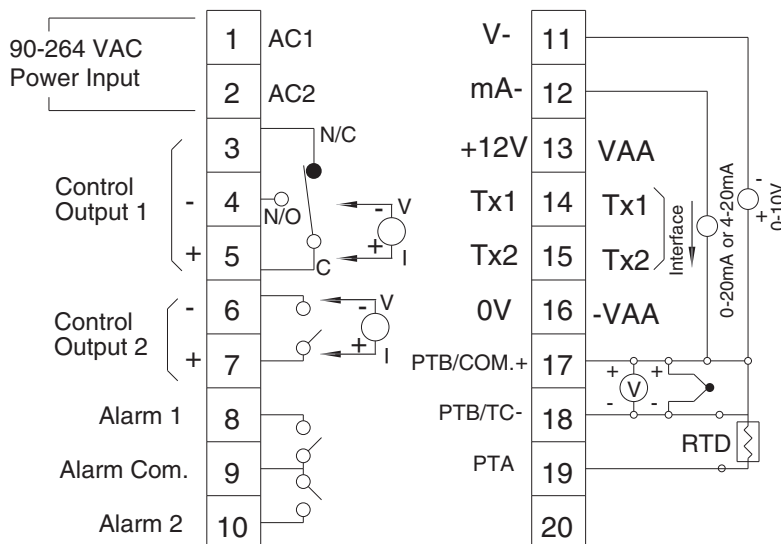 90-264 VAC
Power Input
1 AC1
2 AC2
3
N/C
Control
Output 1
-
+
4
N/O
5
C
-
+
V
I
Control
Output 2
-
+
6
7
-
+
V
I
Alarm 1
8
Alarm Com.
9
Alarm 2
10
V- 11
mA- 12
+12V 13 VAA
Tx1 14 Tx1
Tx2 15 Tx2
Interface
0V 16 -VAA
PTB/COM.+ 17
PTB/TC- 18
PTA 19
20
0-20mA or 4-20mA
-
+
0-10V
+
V
-
+
-
RTD